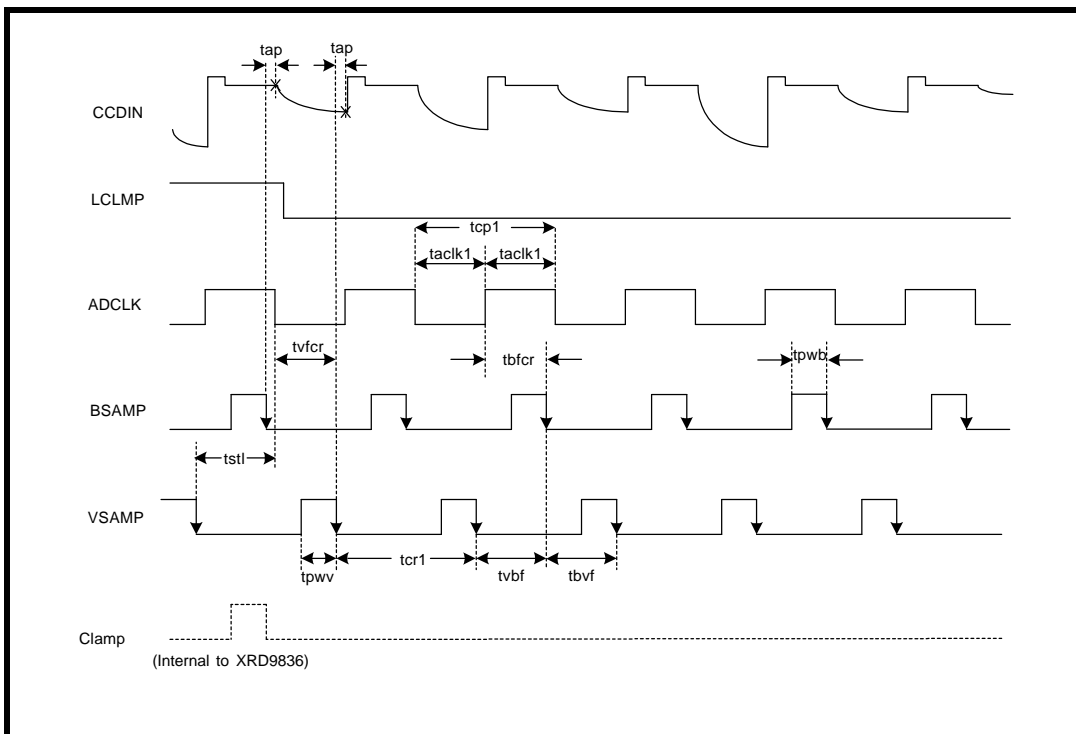 tap tap
CCDIN
LCLMP
tcp1
taclk1 taclk1
ADCLK
tvfcr tbfcr tpwb
BSAMP
tstl
VSAMP
tpwv tcr1 tvbf tbvf
Clamp
(Internal to XRD9836)